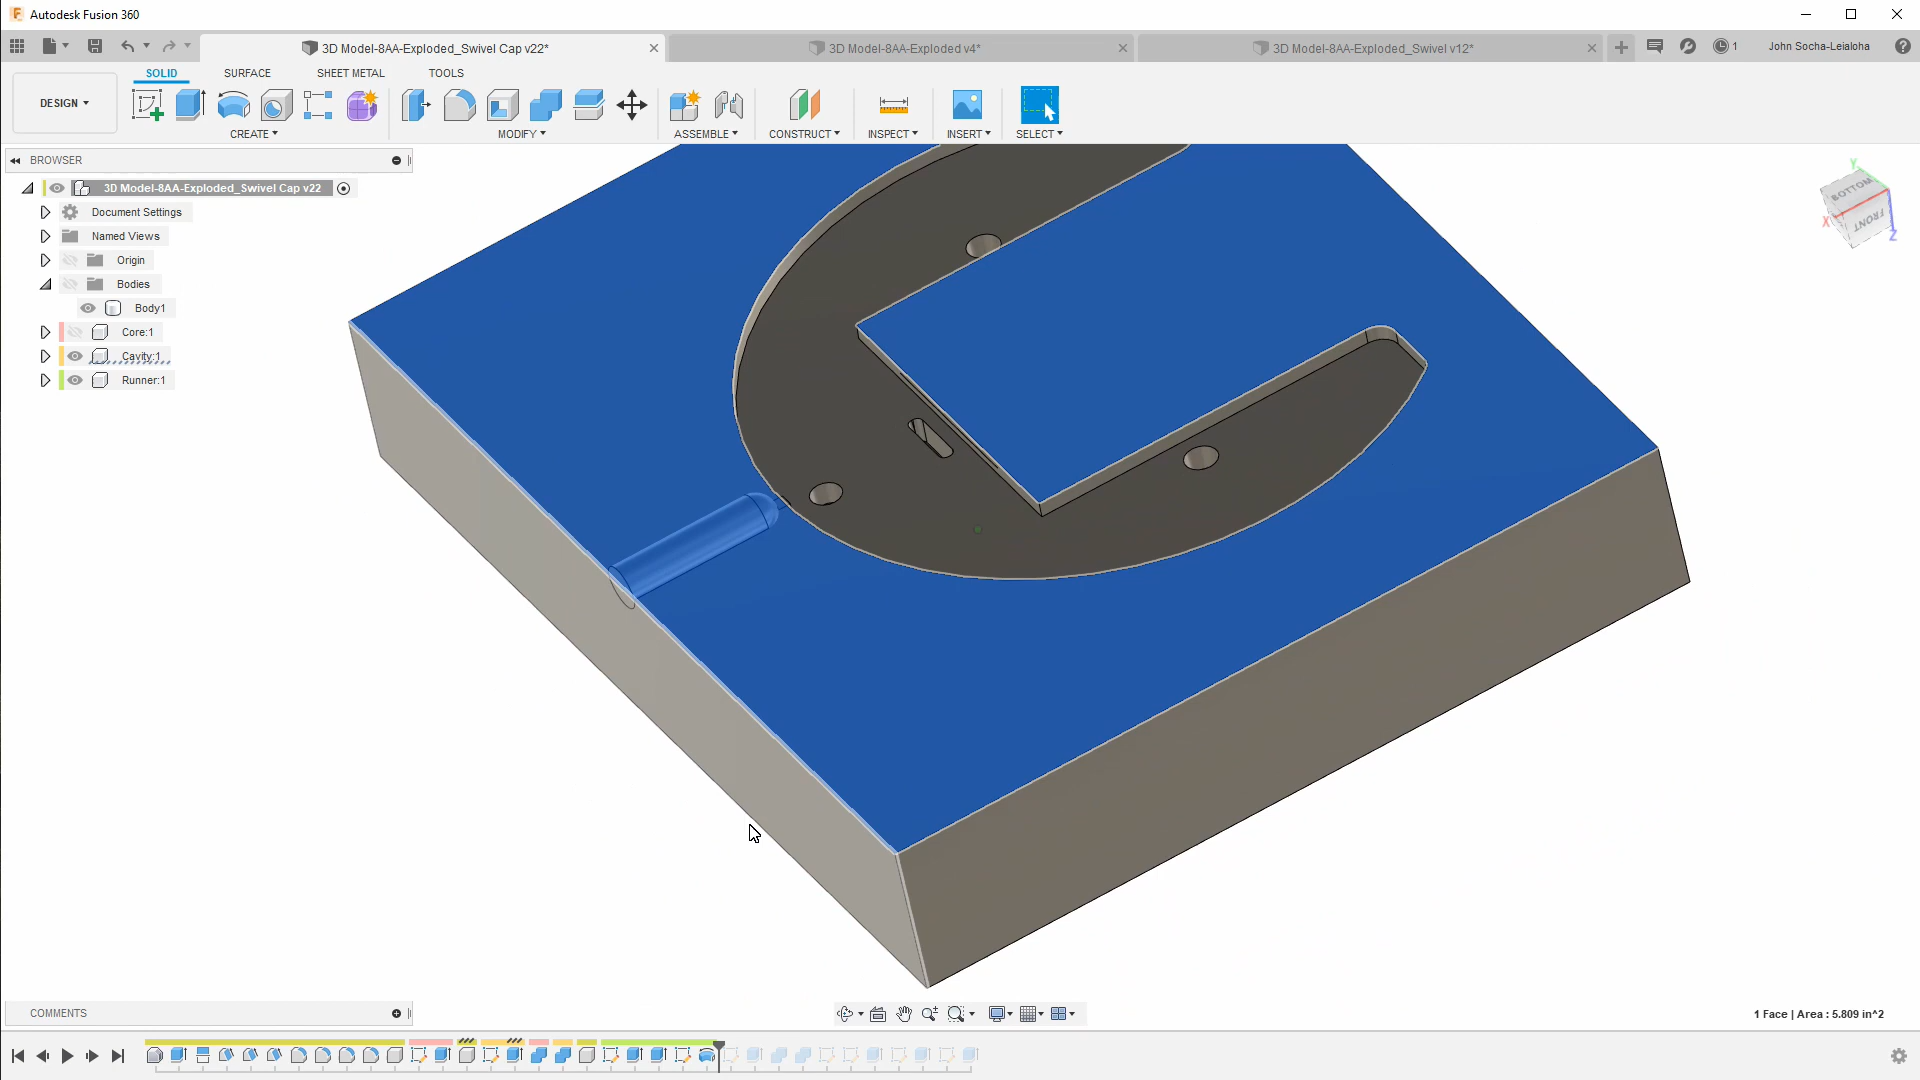 Autodesk Fusion 360
3D Model-8AA-Exploded_Swivel Cap v22*
3D Model-8AA-Exploded v4*
3D Model-8AA-Exploded_Swivel v12*
1
John Socha-Leialoha
SOLID
SURFACE
SHEET METAL
TOOLS
DESIGN
CREATE
MODIFY
ASSEMBLE
CONSTRUCT
INSPECT
INSERT
SELECT
BROWSER
3D Model-8AA-Exploded_Swivel Cap v22
Document Settings
Named Views
Origin
Bodies
Body1
Core:1
Cavity:1
Runner:1
Y
BOTTOM
FRONT
X
Z
COMMENTS
1 Face | Area : 5.809 in^2